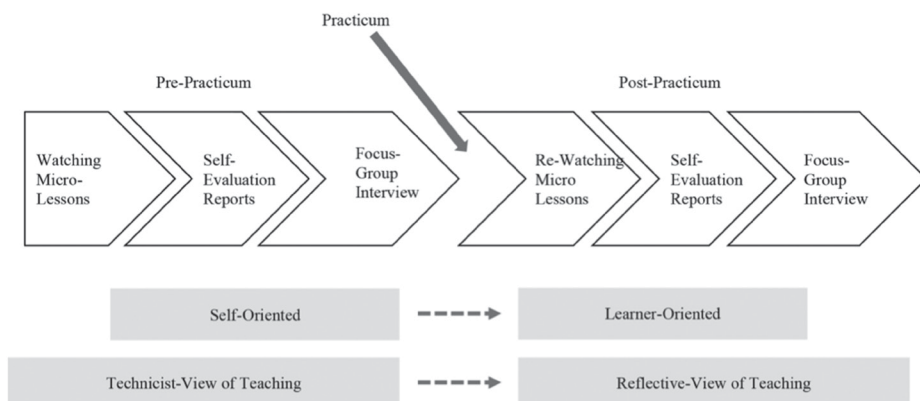 Practicum
Pre-Practicum
Post-Practicum
Watching
Micro-
Lessons
Self-
Evaluation
Reports
Focus-
Group
Interview
Re-Watching
Micro
Lessons
Self-
Evaluation
Reports
Focus-
Group
Interview
Self-Oriented
Learner-Oriented
Technicist-View of Teaching
Reflective-View of Teaching